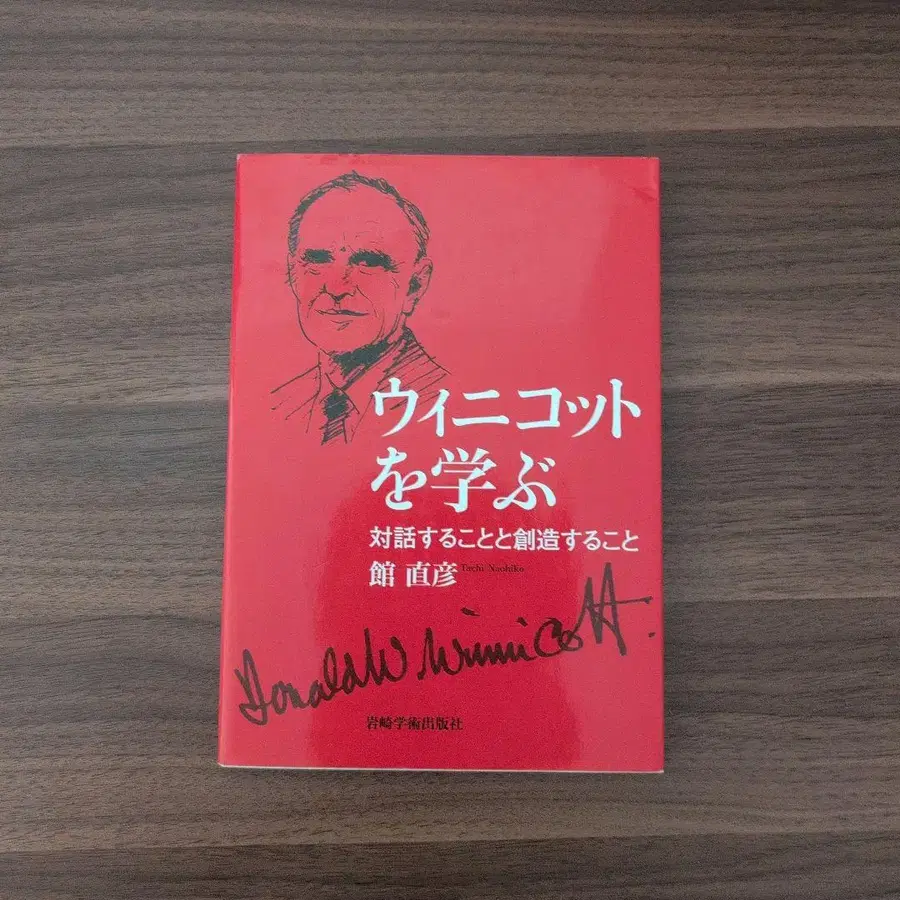 ウィニコット
を学ぶ
対話することと創造すること
館 直彦 Tachi Naohiko
Donald W Winnicott.
岩崎学術出版社